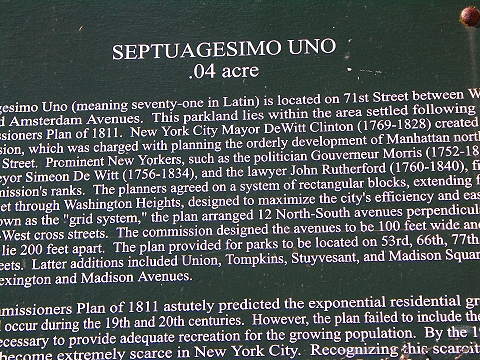 SEPTUAGESIMO UNO
.04 acre
gesimo Uno (meaning seventy-one in Latin) is located on 71st Street between W
d Amsterdam Avenues. This parkland lies within the area settled following
ssioners Plan of 1811. New York City Mayor DeWitt Clinton (1769-1828) created
sion, which was charged with planning the orderly development of Manhattan nort
Street. Prominent New Yorkers, such as the politician Gouverneur Morris (1752-18
eyor Simeon De Witt (1756-1834), and the lawyer John Rutherford (1760-1840), fi
mission's ranks. The planners agreed on a system of rectangular blocks, extending f
et through Washington Heights, designed to maximize the city's efficiency and eas
own as the "grid system," the plan arranged 12 North-South avenues perpendicul
-West cross streets. The commission designed the avenues to be 100 feet wide and
lie 200 feet apart. The plan provided for parks to be located on 53rd, 66th, 77th
eets. Latter additions included Union, Tompkins, Stuyvesant, and Madison Squar
exington and Madison Avenues.
mmissioners Plan of 1811 astutely predicted the exponential residential gr
l occur during the 19th and 20th centuries. However, the plan failed to include the
ecessary to provide adequate recreation for the growing population. By the 1
become extremely scarce in New York City. Recognizing this scarcit